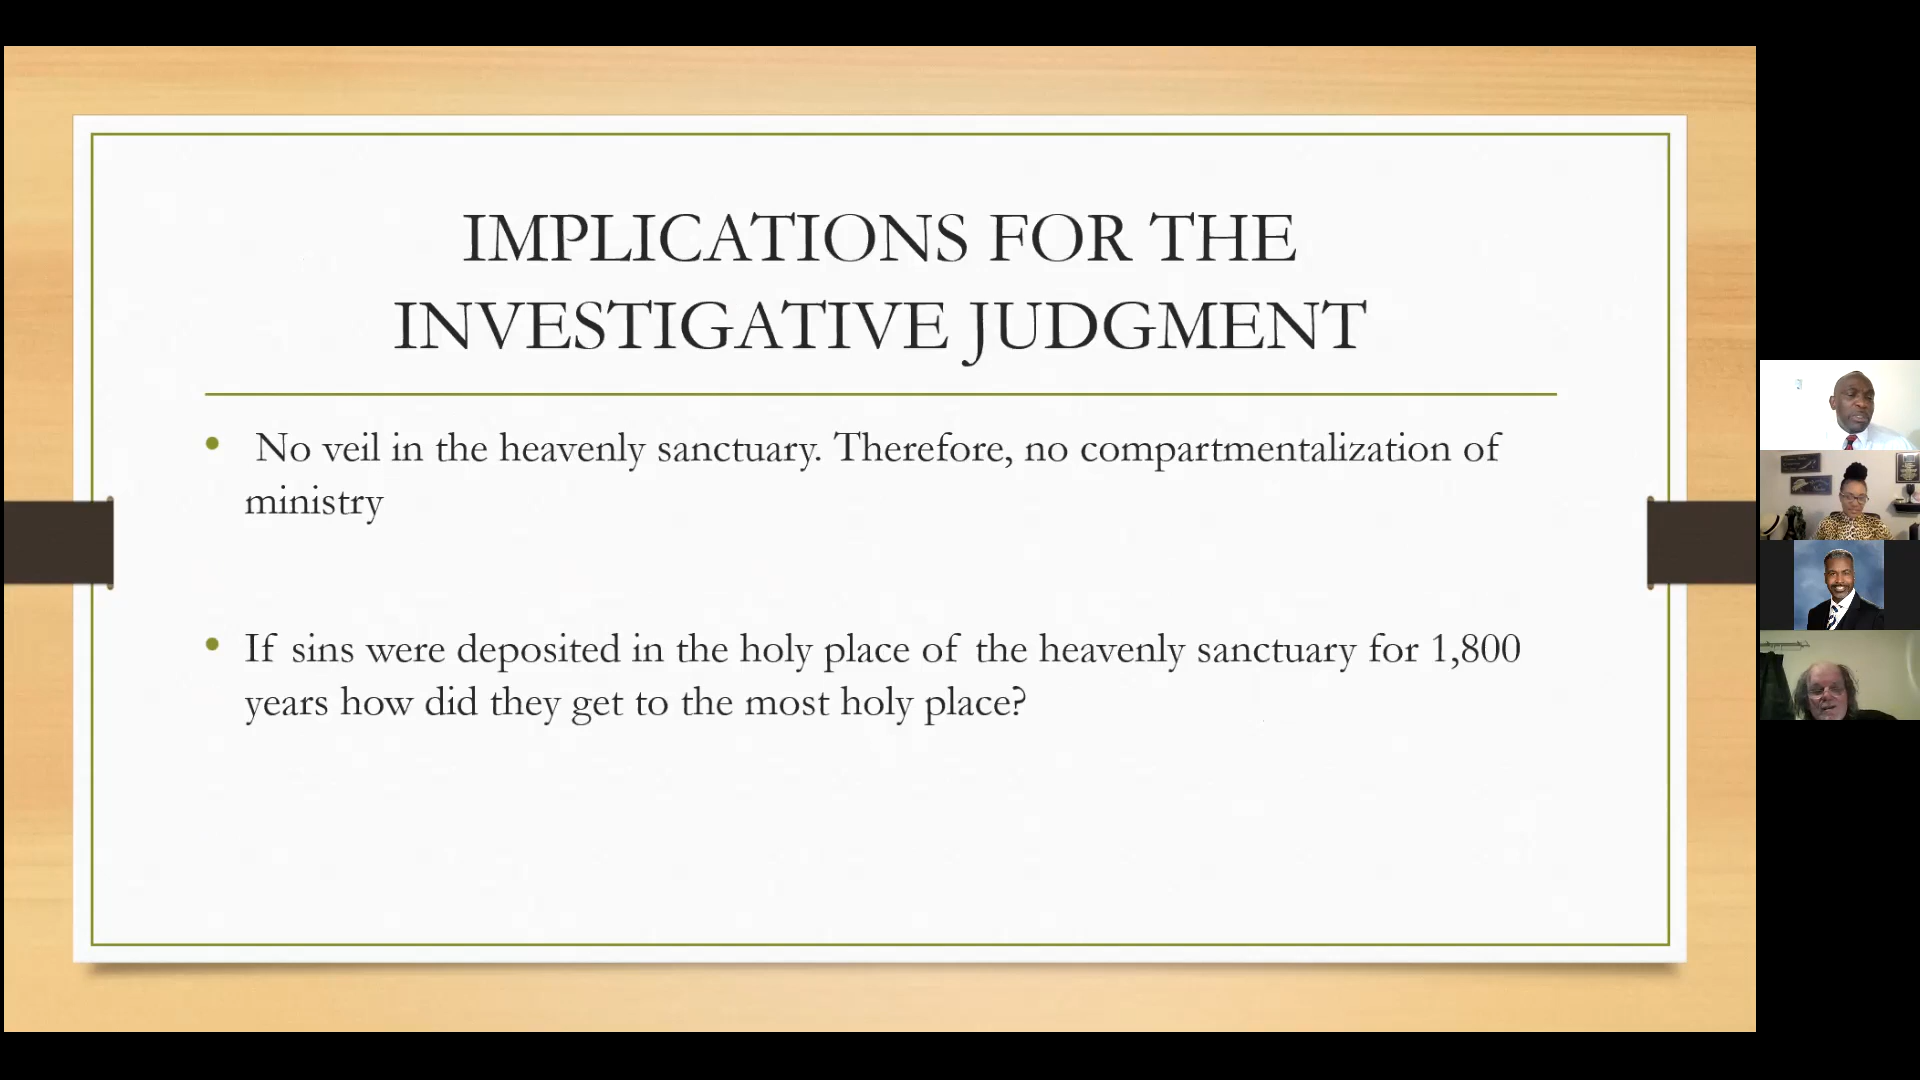 IMPLICATIONS FOR THE
INVESTIGATIVE JUDGMENT
• No veil in the heavenly sanctuary. Therefore, no compartmentalization of
ministry
• If sins were deposited in the holy place of the heavenly sanctuary for 1,800
years how did they get to the most holy place?